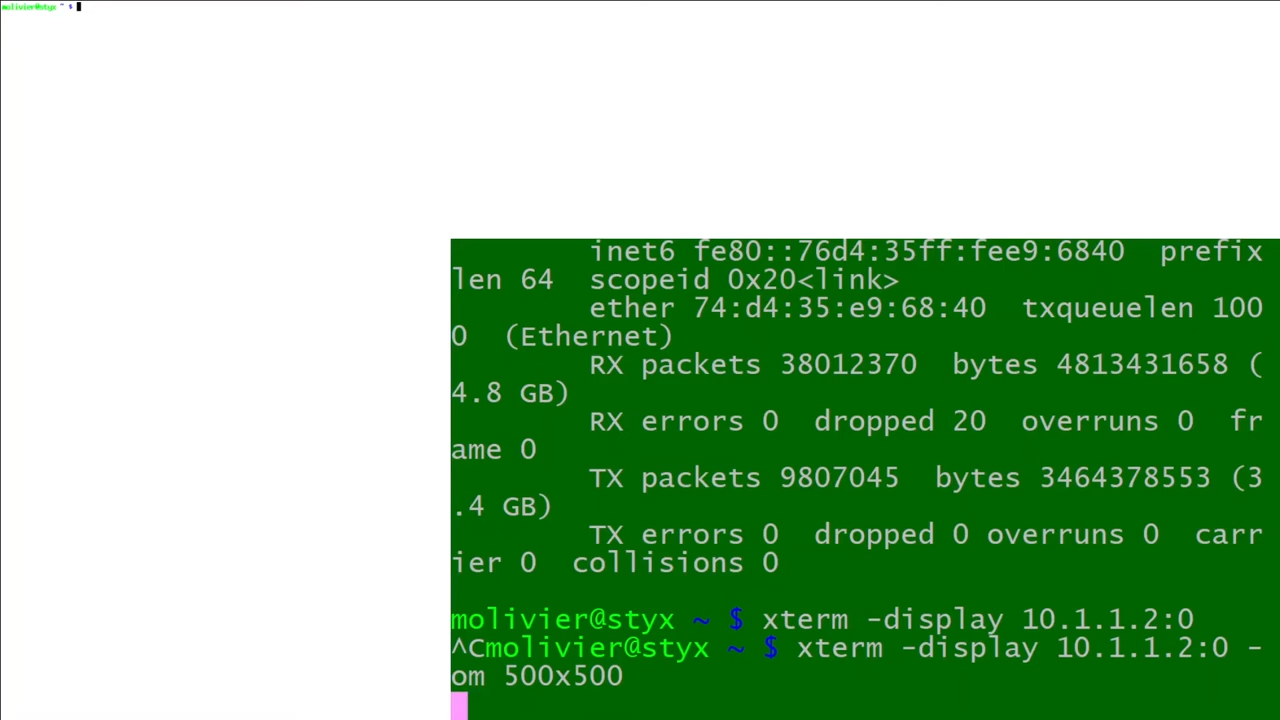 molivier@styx ~ $
inet6 fe80::76d4:35ff:fee9:6840  prefix
len 64  scopeid 0x20<link>
ether 74:d4:35:e9:68:40  txqueuelen 100
0  (Ethernet)
RX packets 38012370  bytes 4813431658 (
4.8 GB)
RX errors 0  dropped 20  overruns 0  fr
ame 0
TX packets 9807045  bytes 3464378553 (3
.4 GB)
TX errors 0  dropped 0 overruns 0  carr
ier 0  collisions 0
molivier@styx ~ $ xterm -display 10.1.1.2:0
^Cmolivier@styx ~ $ xterm -display 10.1.1.2:0 -
om 500x500